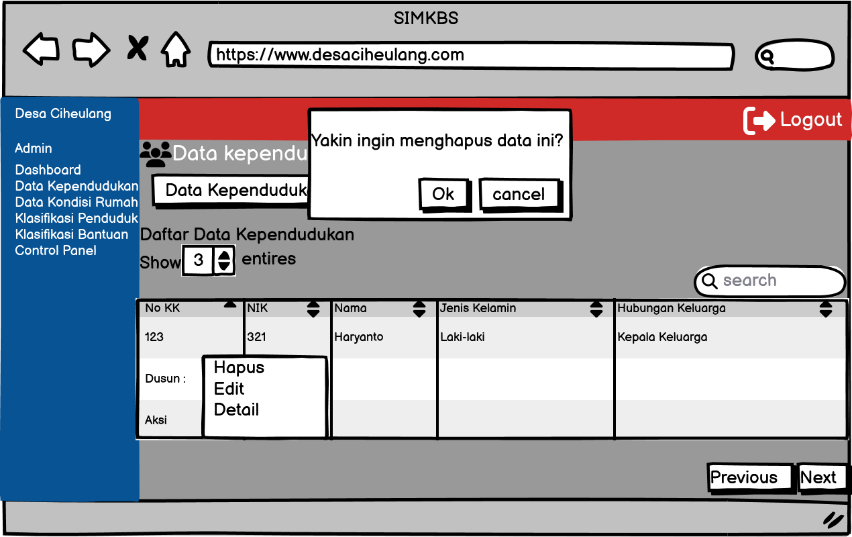 SIMKBS
https://www.desaciheulang.com
Desa Ciheulang
Logout
Admin
Dashboard
Data Kependudukan
Data Kondisi Rumah
Klasifikasi Penduduk
Klasifikasi Bantuan
Control Panel
Data kependu
Yakin ingin menghapus data ini?
Ok cancel
Data Kependuduk
Daftar Data Kependudukan
Show 3 entires
search
No KK NIK Nama Jenis Kelamin Hubungan Keluarga
123 321 Haryanto Laki-laki Kepala Keluarga
Dusun :
Aksi
Hapus
Edit
Detail
Previous Next